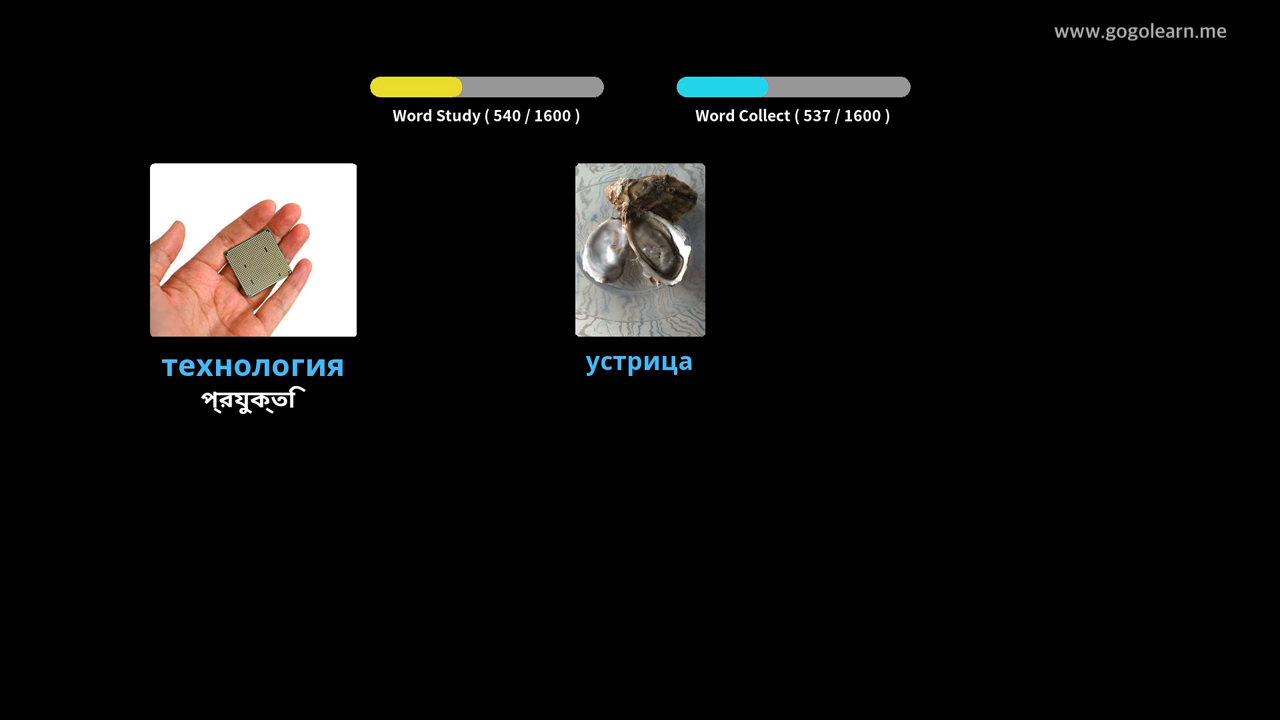 www.gogolearn.me
Word Study ( 540 / 1600 )
Word Collect ( 537 / 1600 )
технология
устрица
প্রযুক্তি